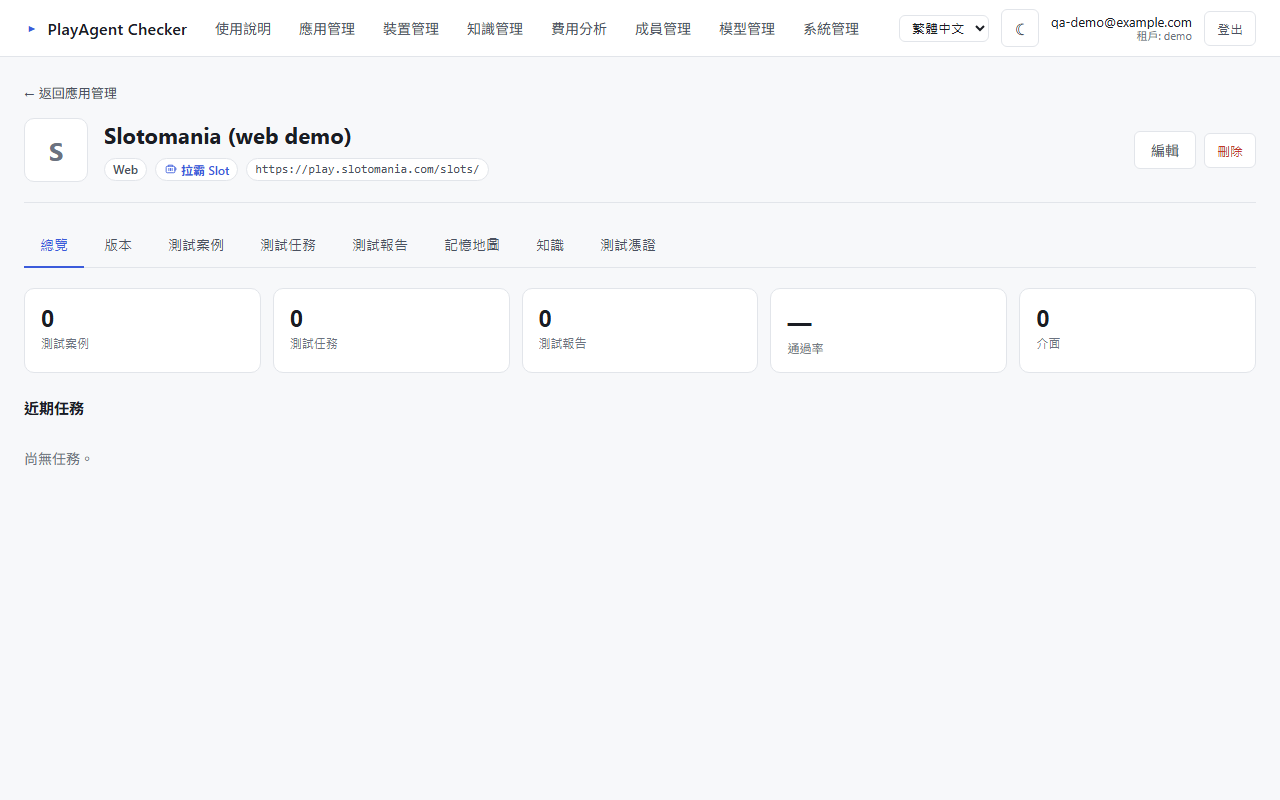 PlayAgent Checker 使用說明 應用管理 裝置管理 知識管理 費用分析 成員管理 模型管理 系統管理 繁體中文 qa-demo@example.com 登出
租戶: demo
← 返回應用管理
S
Slotomania (web demo)
Web 拉霸 Slot https://play.slotomania.com/slots/
編輯 刪除
總覽 版本 測試案例 測試任務 測試報告 記憶地圖 知識 測試憑證
0 0 0 — 0
測試案例 測試任務 測試報告 通過率 介面
近期任務
尚無任務。